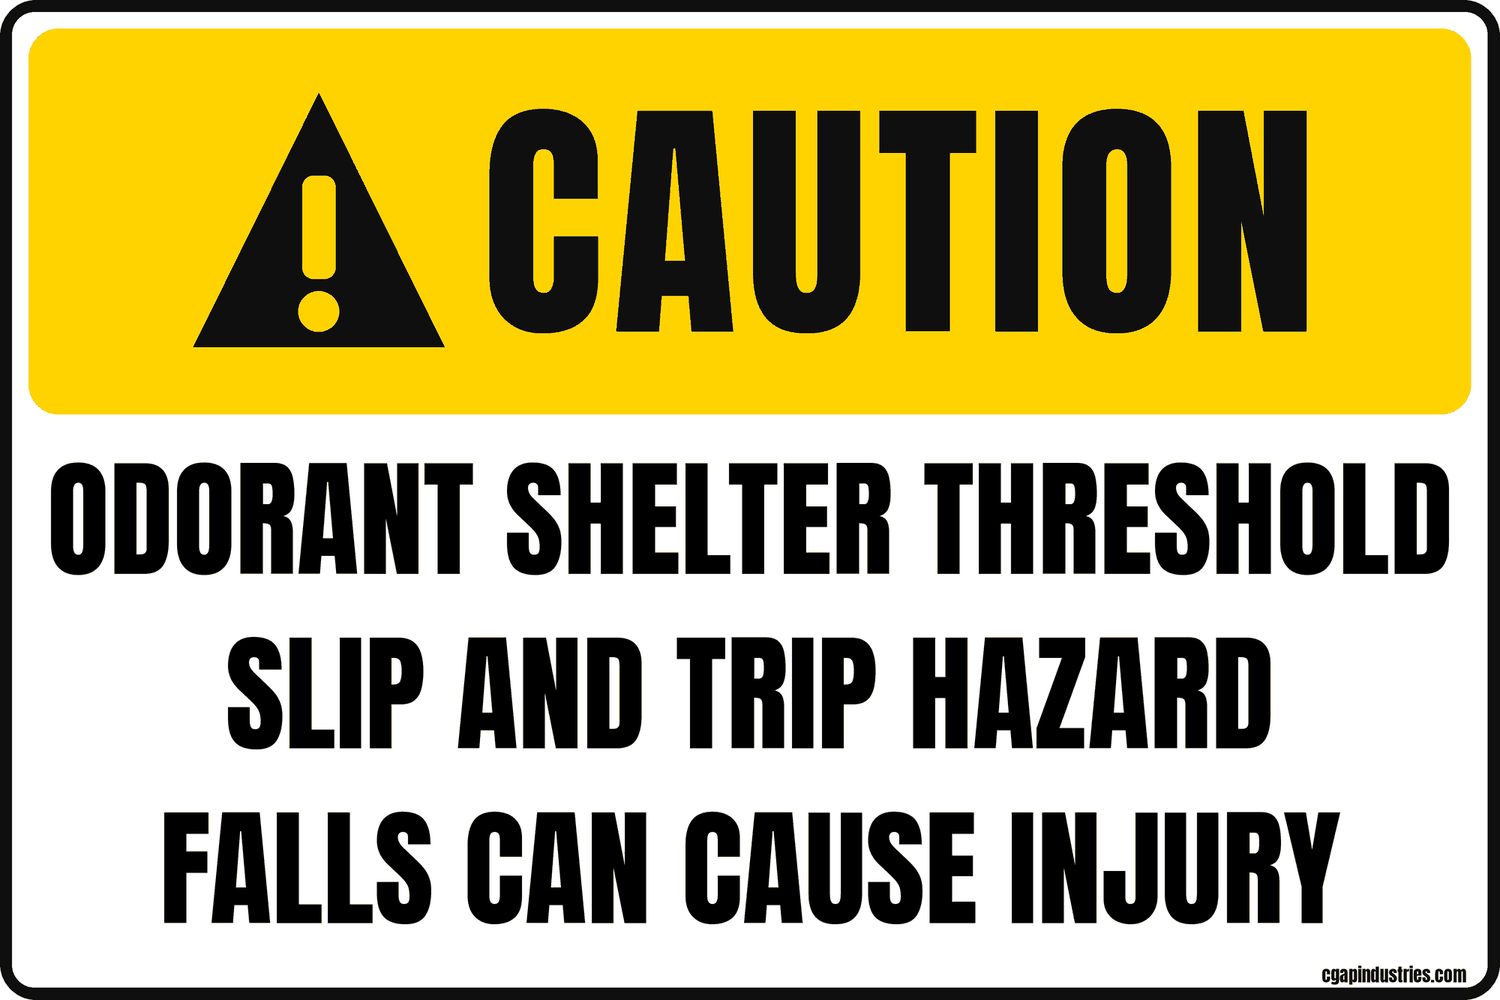 CAUTION
ODORANT SHELTER THRESHOLD
SLIP AND TRIP HAZARD
FALLS CAN CAUSE INJURY
cgapindustries.com